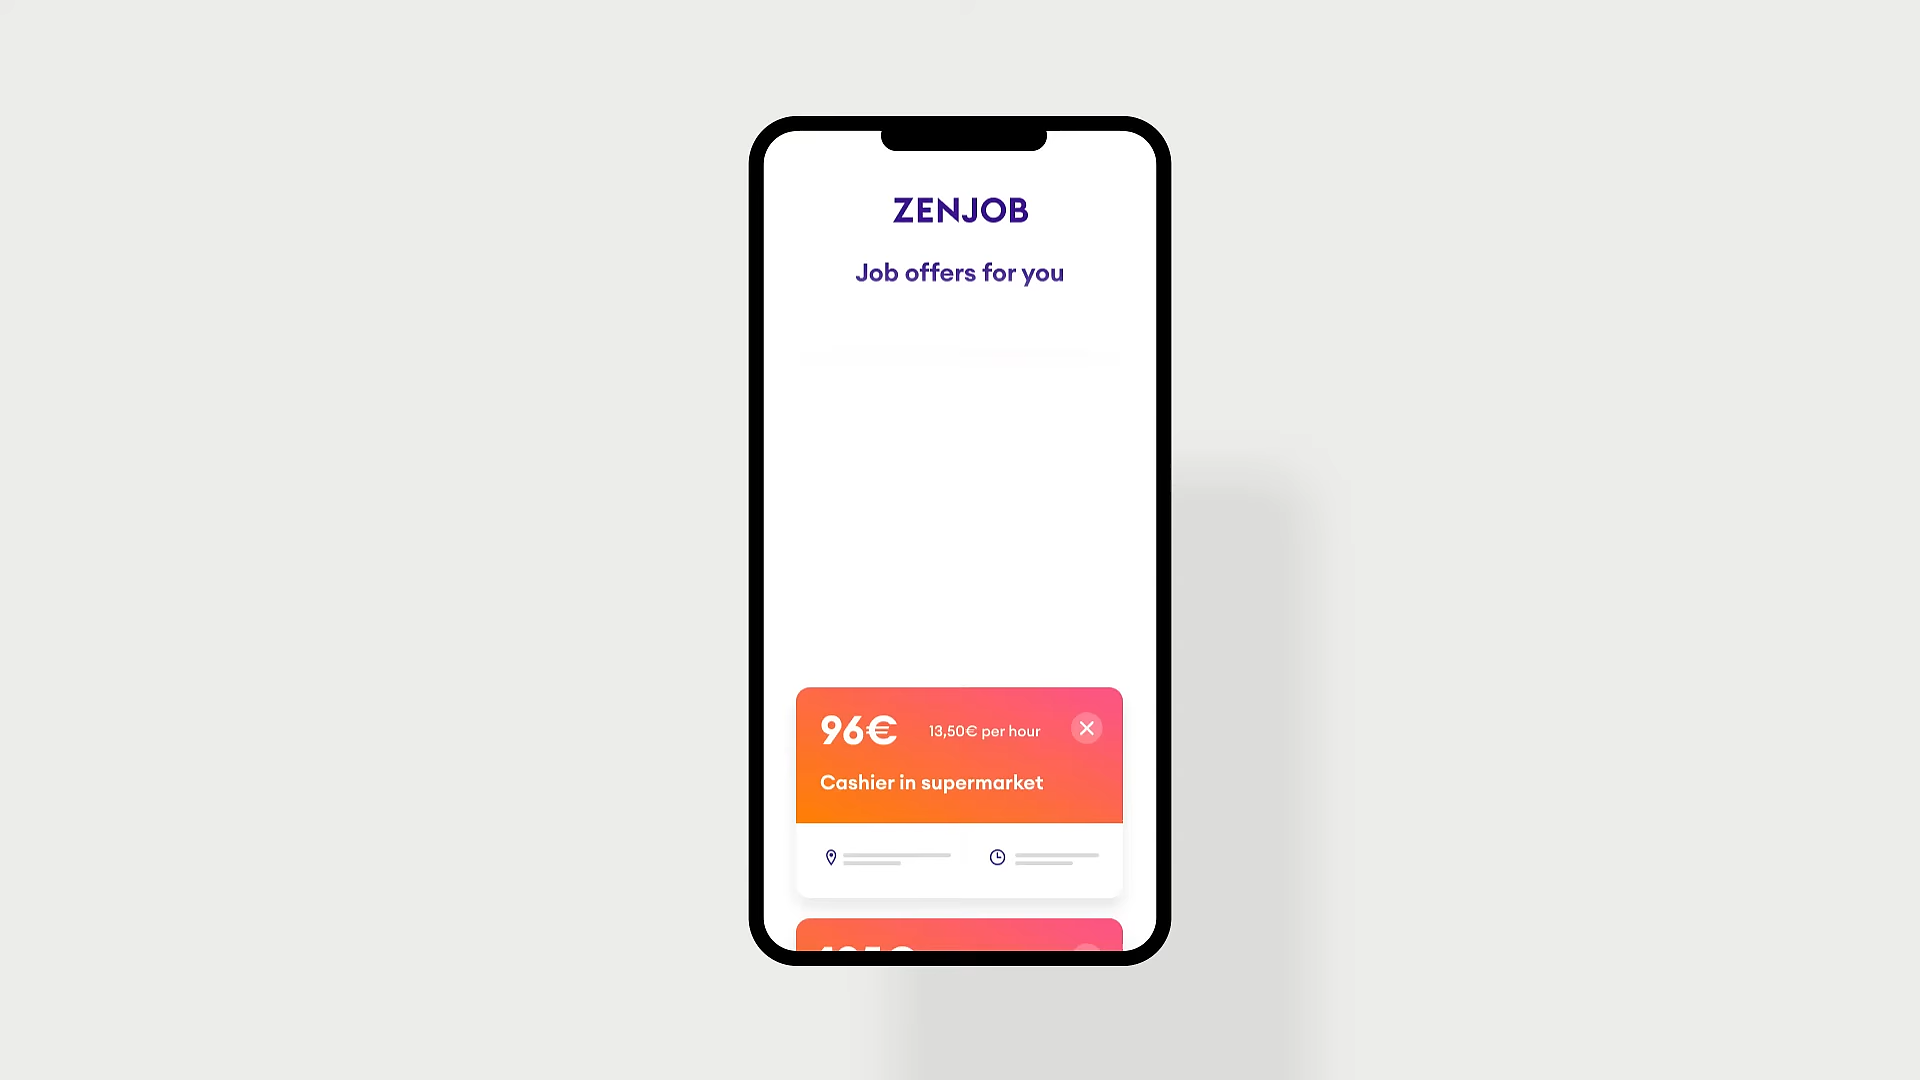 ZENJOB
Job offers for you
96€ 13,50€ per hour
Cashier in supermarket